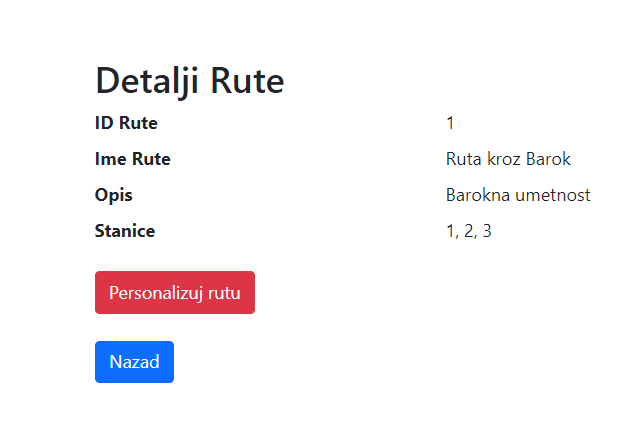 Detalji Rute
ID Rute 1
Ime Rute Ruta kroz Barok
Opis Barokna umetnost
Stanice 1, 2, 3
Personalizuj rutu
Nazad